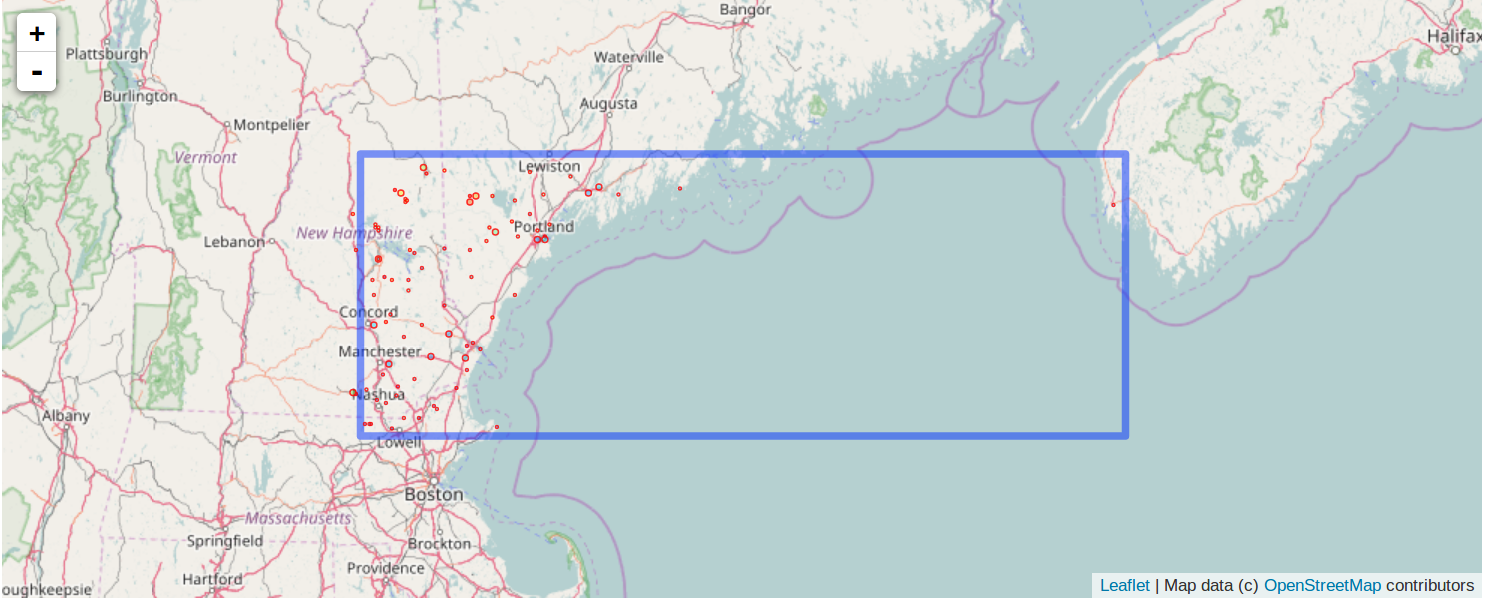 +
-
Bangor
Halifax
Plattsburgh
Waterville
Burlington
Augusta
Montpelier
Vermont
Lewiston
New Hampshire
Portland
Lebanon
Concord
Manchester
Nashua
Albany
Lowell
Boston
Massachusetts
Springfield
Brockton
Providence
Hartford
oughkeepsie
Leaflet | Map data (c) OpenStreetMap contributors